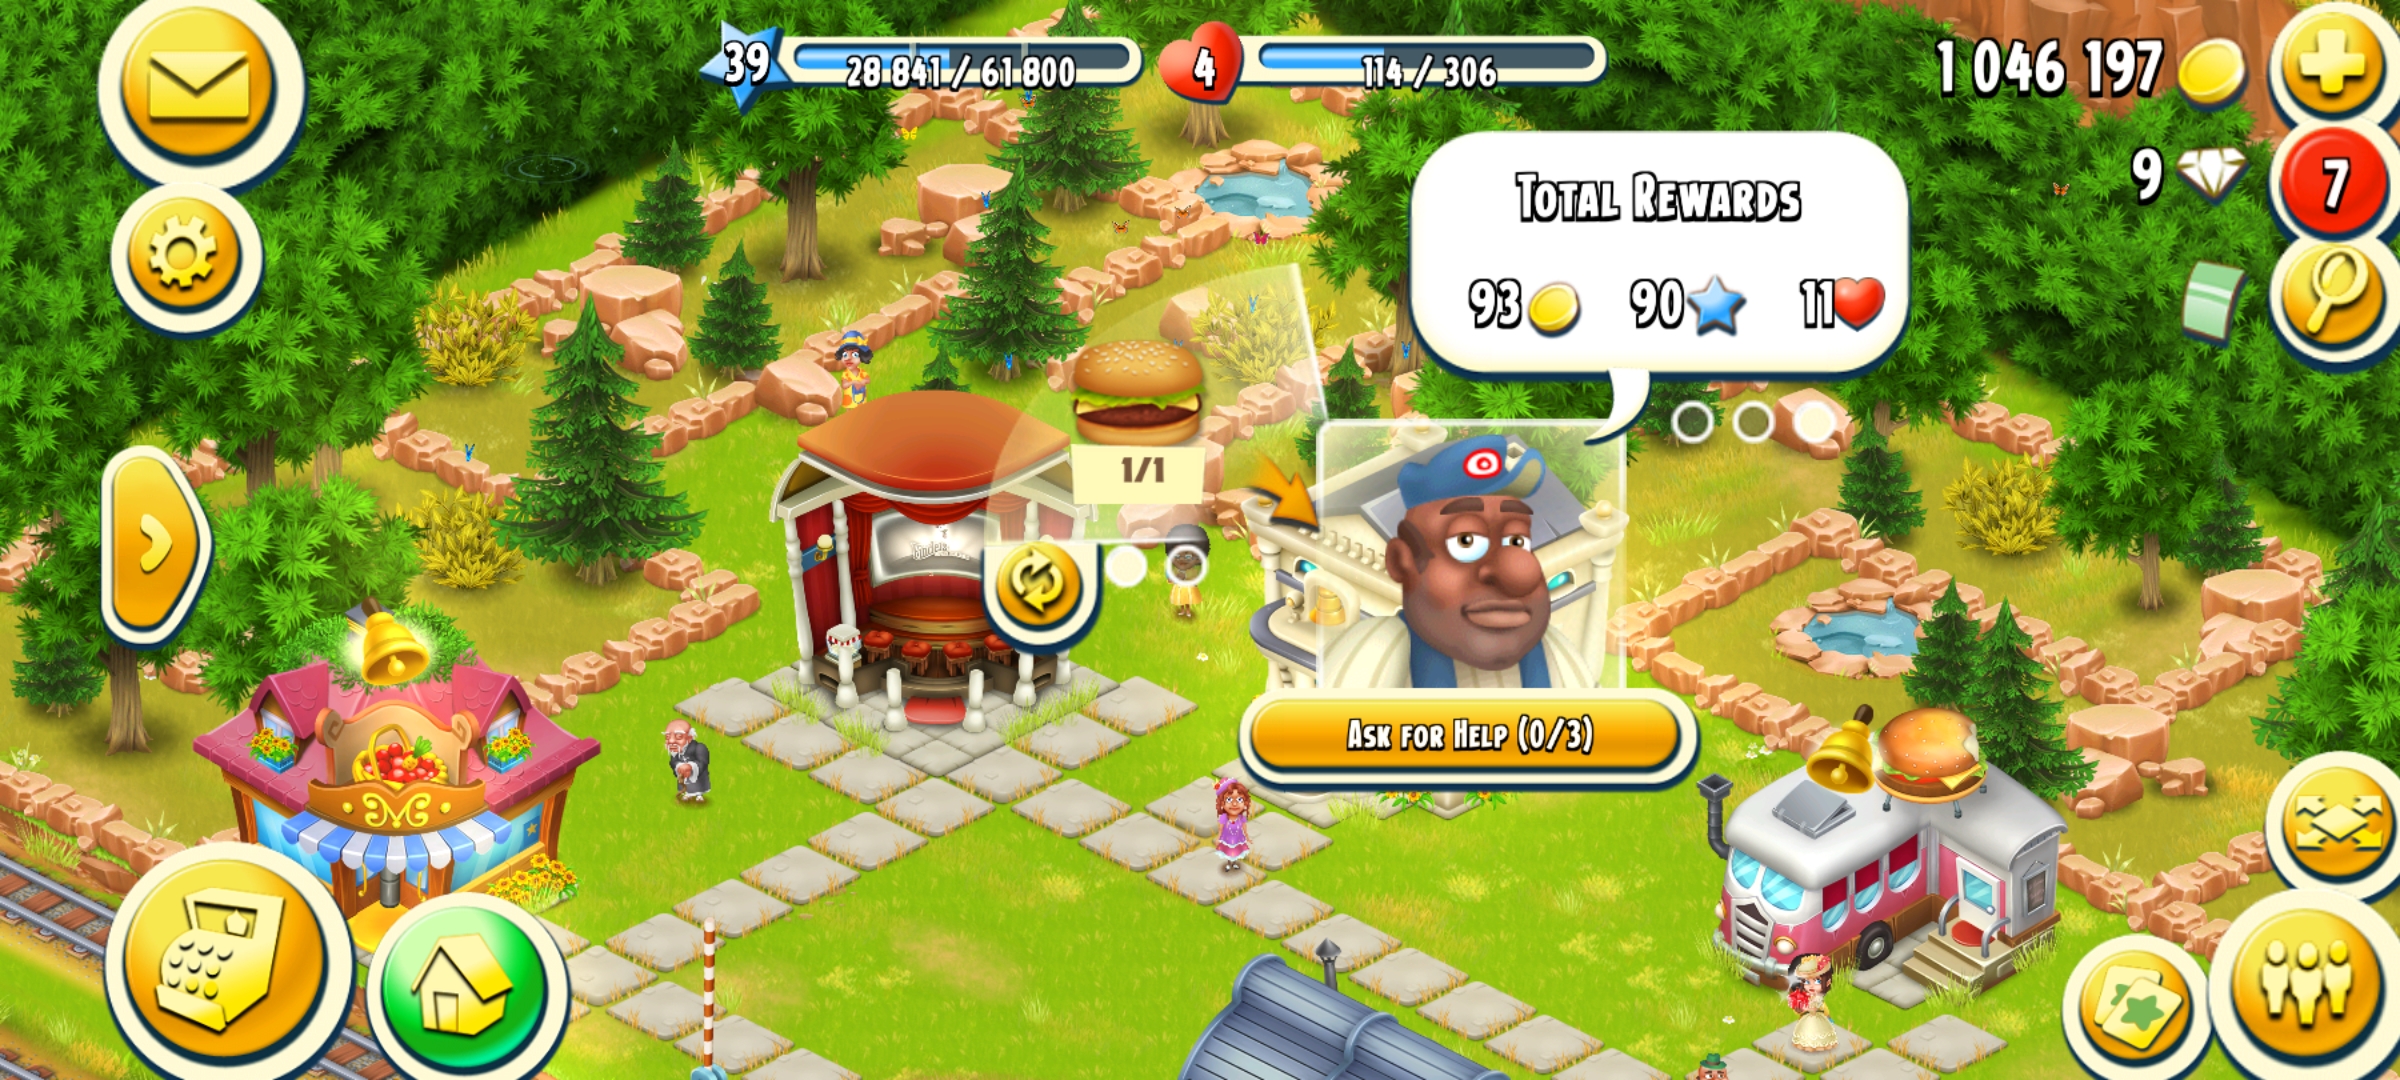 39
28 841 / 61 800
4
114 / 306
1 046 197
9
7
TOTAL REWARDS
93
90
11
1/1
ASK FOR HELP (0/3)